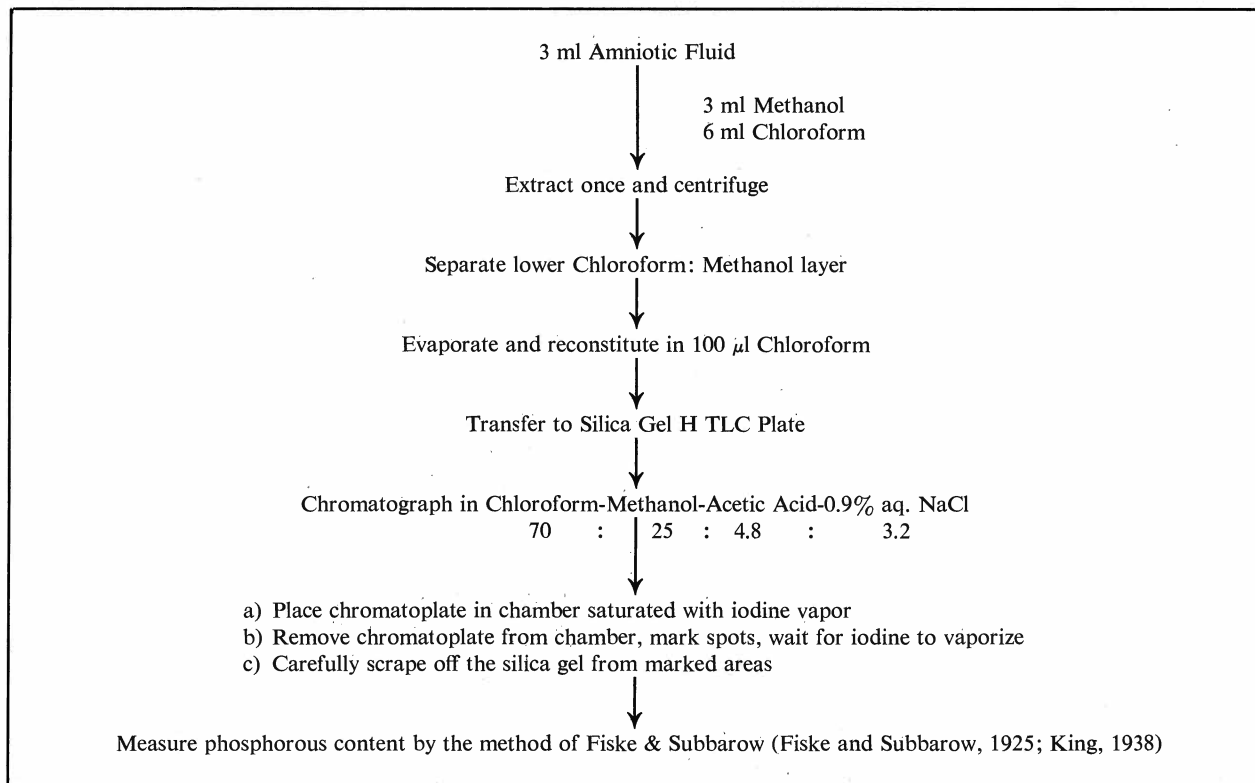 3 ml Amniotic Fluid
3 ml Methanol
6 ml Chloroform
Extract once and centrifuge
Separate lower Chloroform: Methanol layer
Evaporate and reconstitute in 100 μl Chloroform
Transfer to Silica Gel H TLC Plate
Chromatograph in Chloroform-Methanol-Acetic Acid-0.9% aq. NaCl
70 : 25 : 4.8 : 3.2
a) Place chromatoplate in chamber saturated with iodine vapor
b) Remove chromatoplate from chamber, mark spots, wait for iodine to vaporize
c) Carefully scrape off the silica gel from marked areas
Measure phosphorous content by the method of Fiske & Subbarow (Fiske and Subbarow, 1925; King, 1938)